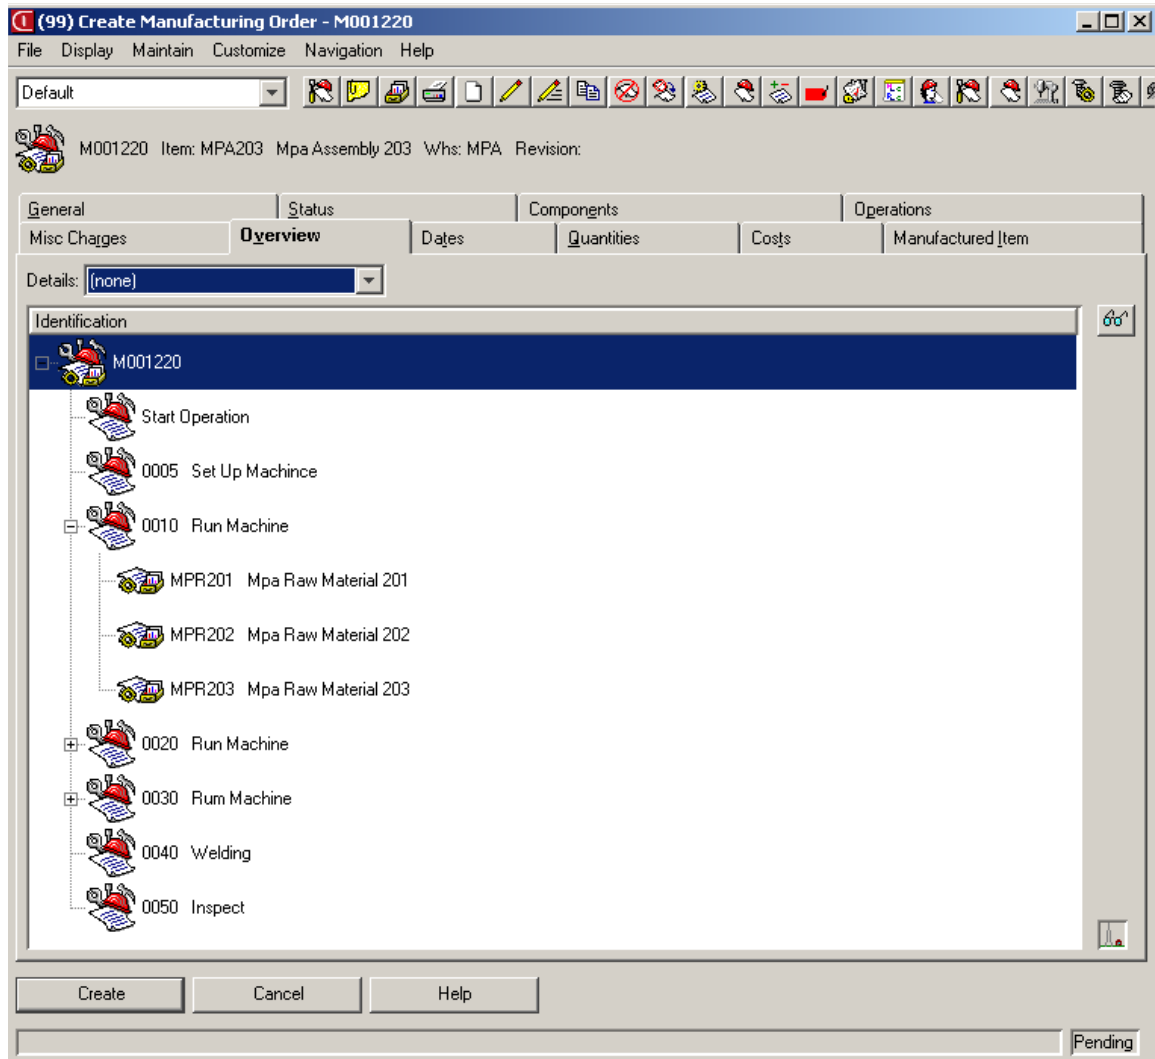 (99) Create Manufacturing Order - M001220
File Display Maintain Customize Navigation Help
Default
M001220 Item: MPA203 Mpa Assembly 203 Whs: MPA Revision:
General Status Components Operations
Misc Charges Overview Dates Quantities Costs Manufactured Item
Details: (none)
Identification
M001220
Start Operation
0005 Set Up Machince
0010 Run Machine
MPR201 Mpa Raw Material 201
MPR202 Mpa Raw Material 202
MPR203 Mpa Raw Material 203
0020 Run Machine
0030 Rum Machine
0040 Welding
0050 Inspect
Create Cancel Help
Pending